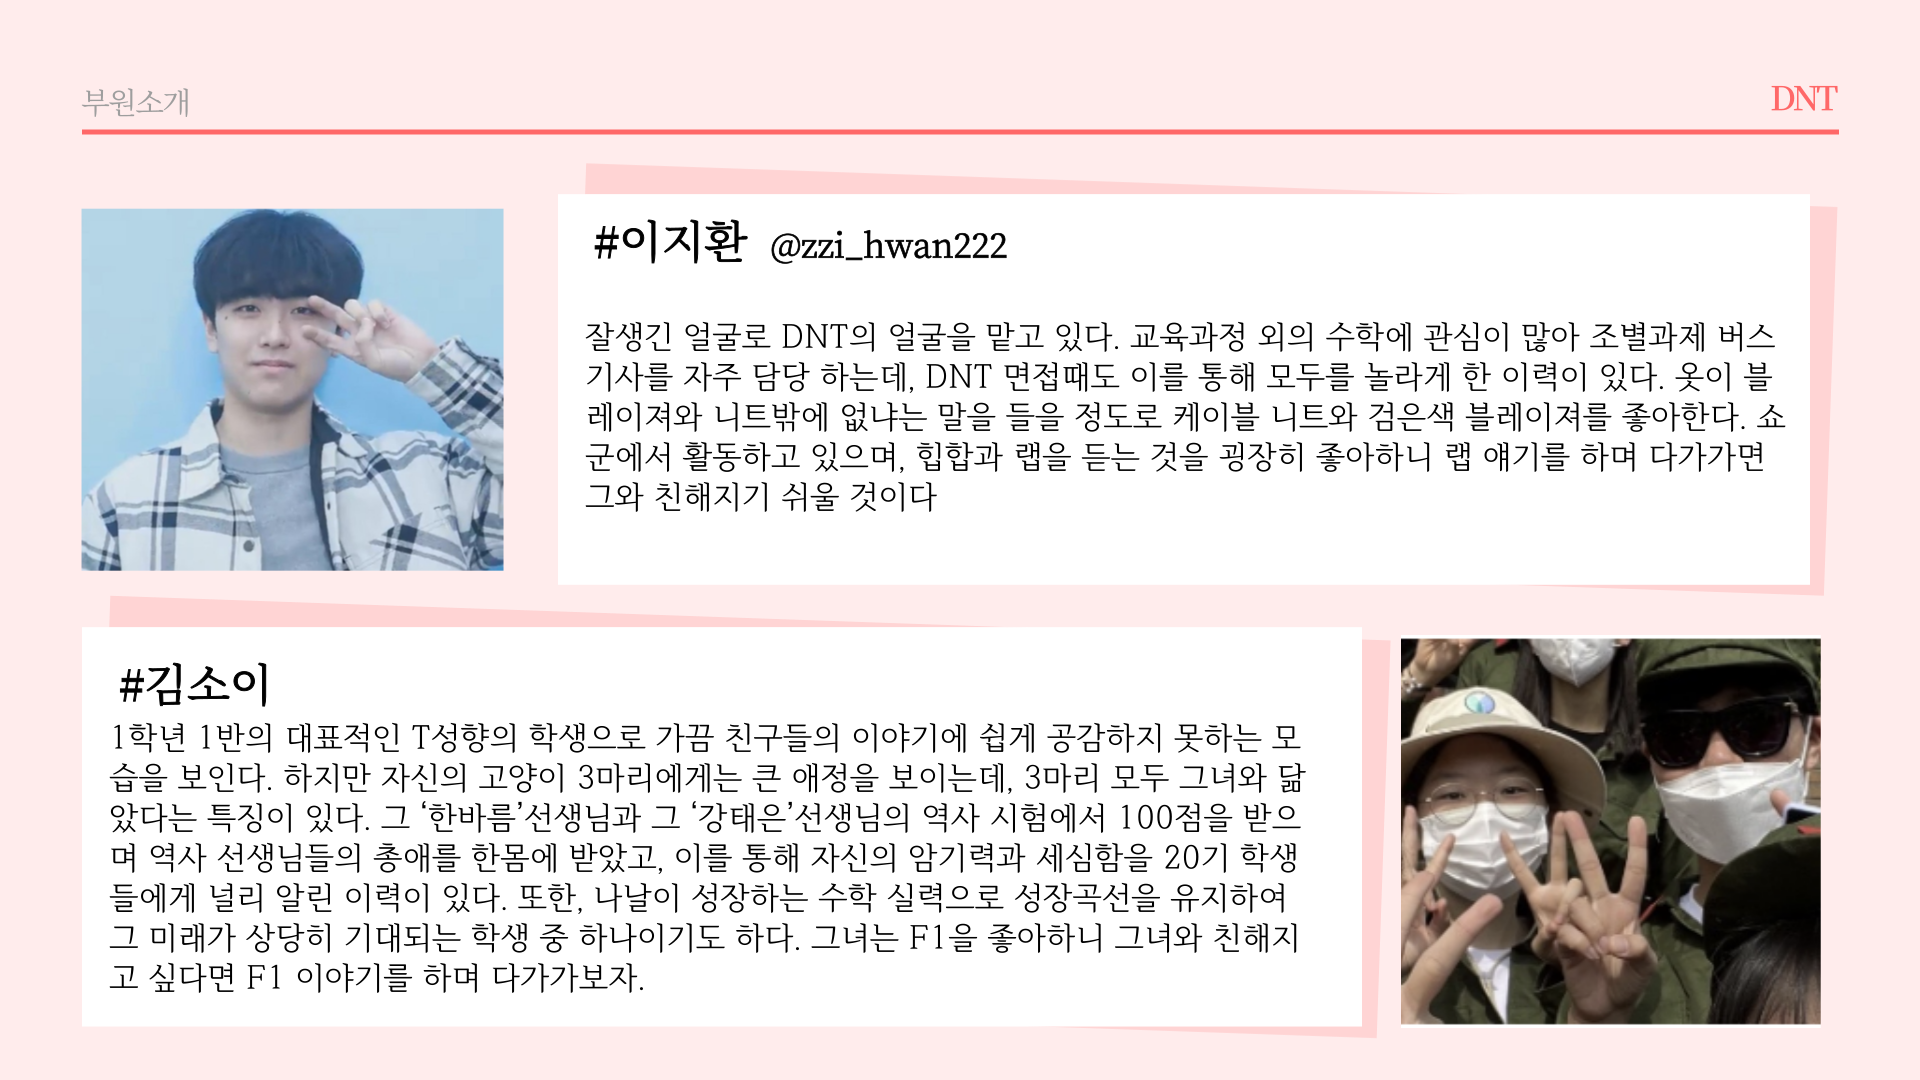 부원소개
DNT
#이지환 @zzi_hwan222
잘생긴 얼굴로 DNT의 얼굴을 맡고 있다. 교육과정 외의 수학에 관심이 많아 조별과제 버스
기사를 자주 담당 하는데, DNT 면접때도 이를 통해 모두를 놀라게 한 이력이 있다. 옷이 블
레이져와 니트밖에 없냐는 말을 들을 정도로 케이블 니트와 검은색 블레이져를 좋아한다. 쇼
군에서 활동하고 있으며, 힙합과 랩을 듣는 것을 굉장히 좋아하니 랩 얘기를 하며 다가가면
그와 친해지기 쉬울 것이다
#김소이
1학년 1반의 대표적인 T성향의 학생으로 가끔 친구들의 이야기에 쉽게 공감하지 못하는 모
습을 보인다. 하지만 자신의 고양이 3마리에게는 큰 애정을 보이는데, 3마리 모두 그녀와 닮
았다는 특징이 있다. 그 ‘한바름’선생님과 그 ‘강태은’선생님의 역사 시험에서 100점을 받으
며 역사 선생님들의 총애를 한몸에 받았고, 이를 통해 자신의 암기력과 세심함을 20기 학생
들에게 널리 알린 이력이 있다. 또한, 나날이 성장하는 수학 실력으로 성장곡선을 유지하여
그 미래가 상당히 기대되는 학생 중 하나이기도 하다. 그녀는 F1을 좋아하니 그녀와 친해지
고 싶다면 F1 이야기를 하며 다가가보자.